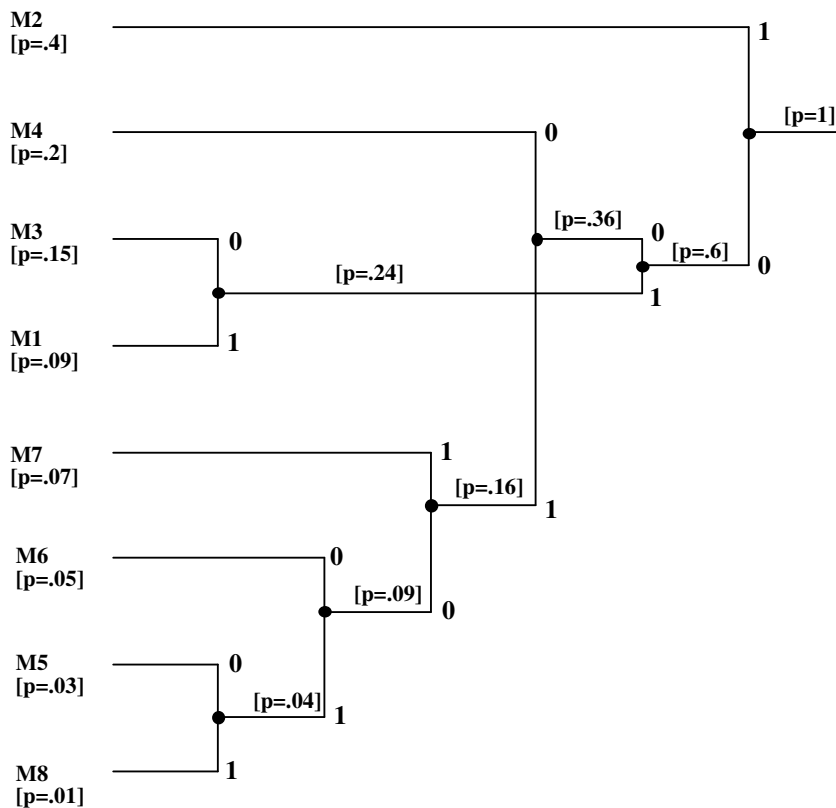 M2
[p=.4]
1
[p=1]
M4
[p=.2]
0
M3
[p=.15]
0
[p=.36]
0
[p=.6]
0
[p=.24]
1
M1
[p=.09]
1
M7
[p=.07]
1
[p=.16]
1
M6
[p=.05]
0
[p=.09]
0
M5
[p=.03]
0
[p=.04]
1
M8
[p=.01]
1